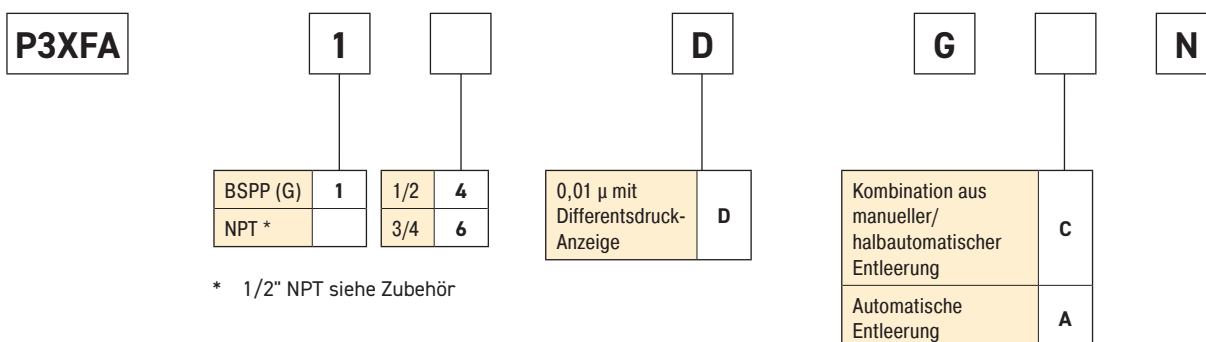 P3XFA 1 D G N
BSPP (G) 1
NPT *
1/2 4
3/4 6
* 1/2" NPT siehe Zubehör
0,01 µ mit
Differentsdruck-
Anzeige
D
Kombination aus
manueller/
halbautomatischer
Entleerung
C
Automatische
Entleerung
A